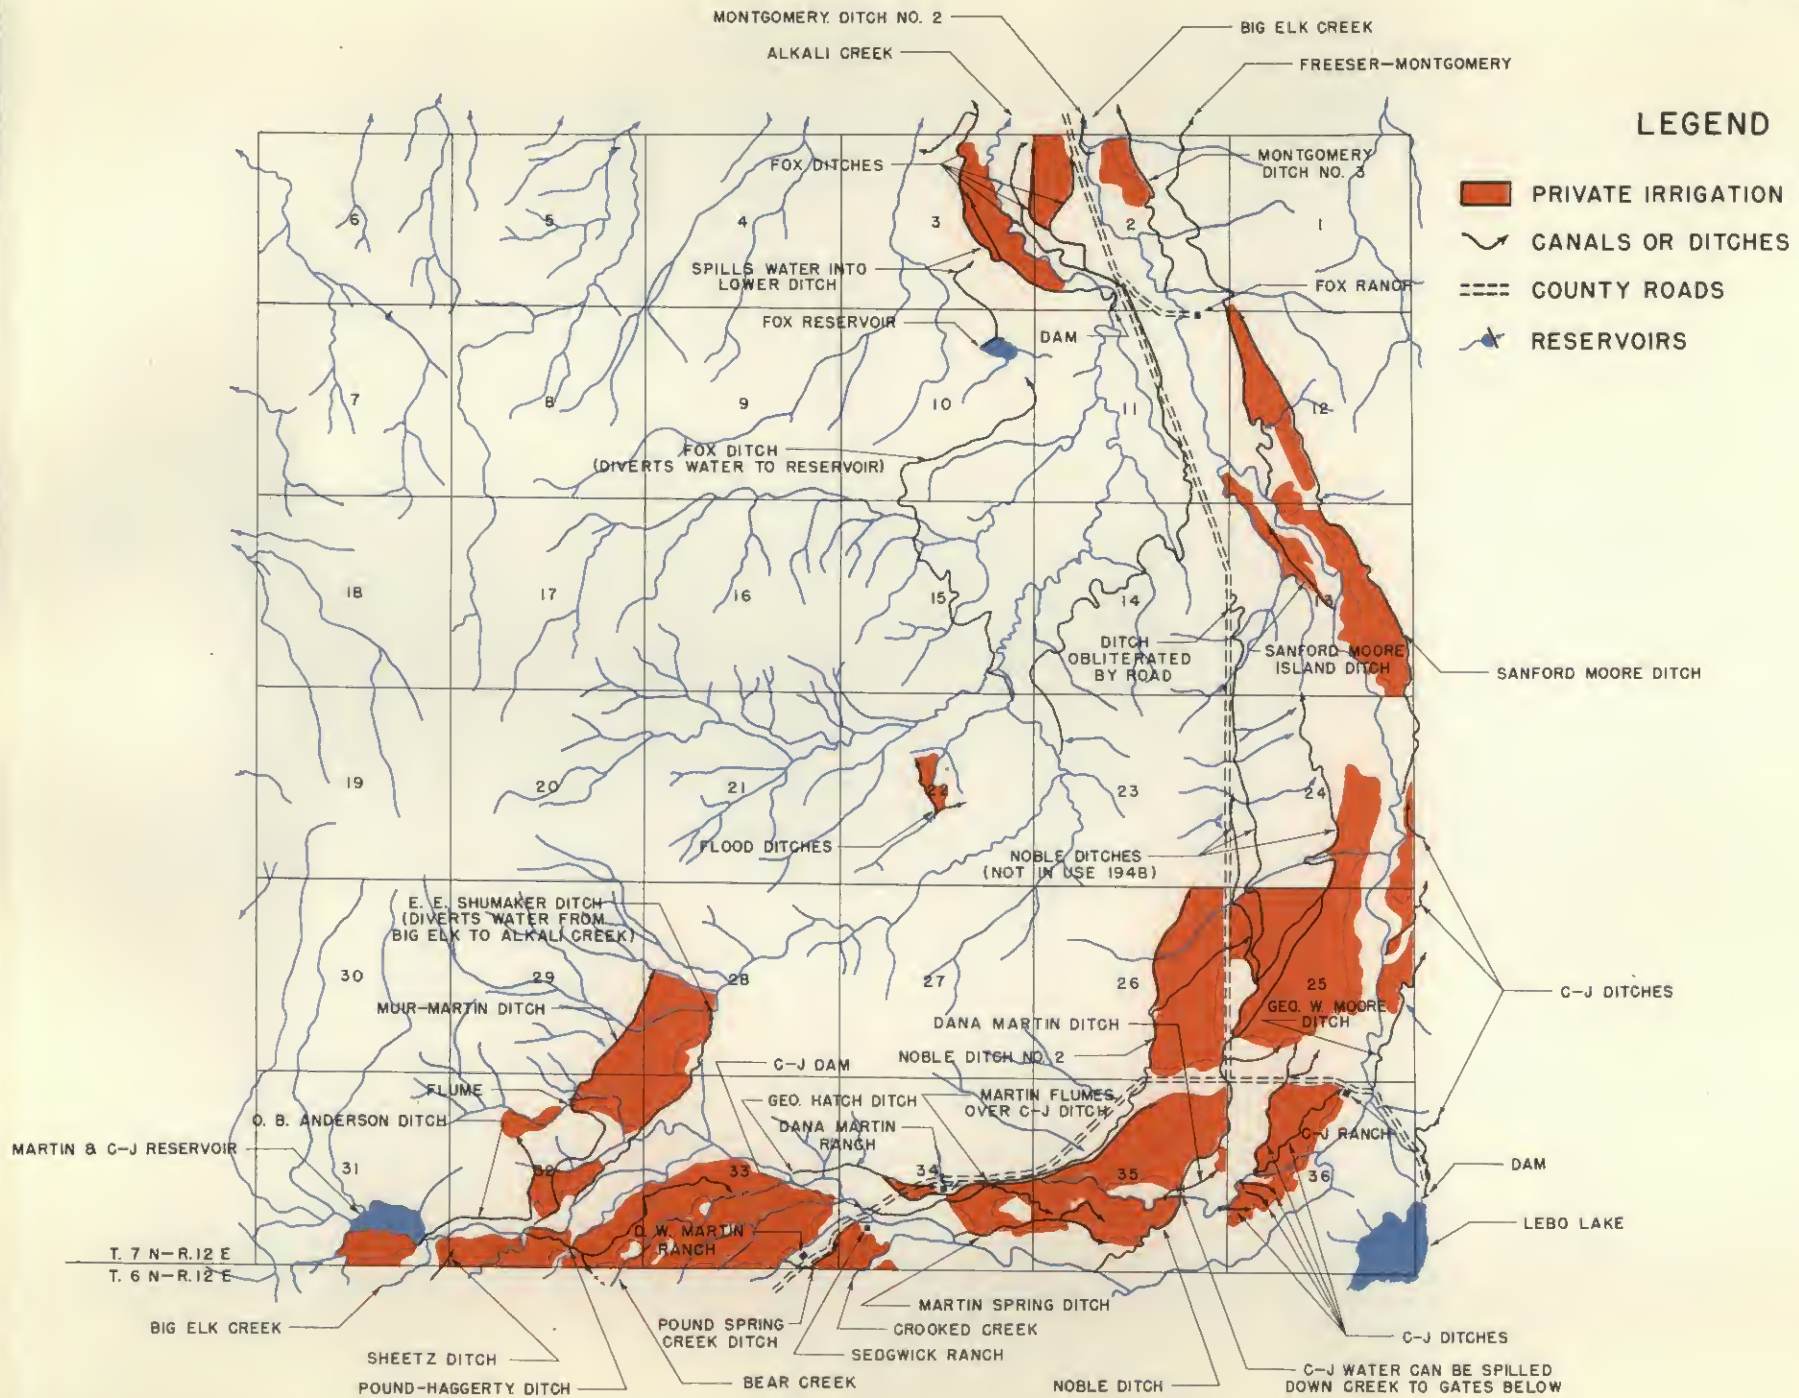 MONTGOMERY DITCH NO. 2
BIG ELK CREEK
ALKALI CREEK
FREESER-MONTGOMERY
LEGEND
PRIVATE IRRIGATION
CANALS OR DITCHES
COUNTY ROADS
RESERVOIRS
FOX DITCHES
MONTGOMERY
DITCH NO. 3
6
5
4
3
2
1
SPILLS WATER INTO
LOWER DITCH
FOX RANCH
FOX RESERVOIR
DAM
7
8
9
10
11
12
FOX DITCH
(DIVERTS WATER TO RESERVOIR)
18
17
16
15
14
13
DITCH
OBLITERATED
BY ROAD
SANFORD MOORE
ISLAND DITCH
SANFORD MOORE DITCH
19
20
21
22
23
24
FLOOD DITCHES
NOBLE DITCHES
(NOT IN USE 1948)
E. E. SHUMAKER DITCH
(DIVERTS WATER FROM
BIG ELK TO ALKALI CREEK)
30
29
28
27
26
25
C-J DITCHES
MUIR-MARTIN DITCH
GEO. W. MOORE
DITCH
DANA MARTIN DITCH
NOBLE DITCH NO. 2
C-J DAM
FLUME
GEO. HATCH DITCH
MARTIN FLUMES
OVER C-J DITCH
O. B. ANDERSON DITCH
DANA MARTIN
RANCH
C-J RANCH
MARTIN & C-J RESERVOIR
31
32
33
34
35
36
DAM
LEBO LAKE
D. W. MARTIN
RANCH
T. 7 N-R.12 E
T. 6 N-R.12 E
MARTIN SPRING DITCH
BIG ELK CREEK
POUND SPRING
CREEK DITCH
CROOKED CREEK
C-J DITCHES
SEDGWICK RANCH
SHEETZ DITCH
POUND-HAGGERTY DITCH
BEAR CREEK
NOBLE DITCH
C-J WATER CAN BE SPILLED
DOWN CREEK TO GATES BELOW